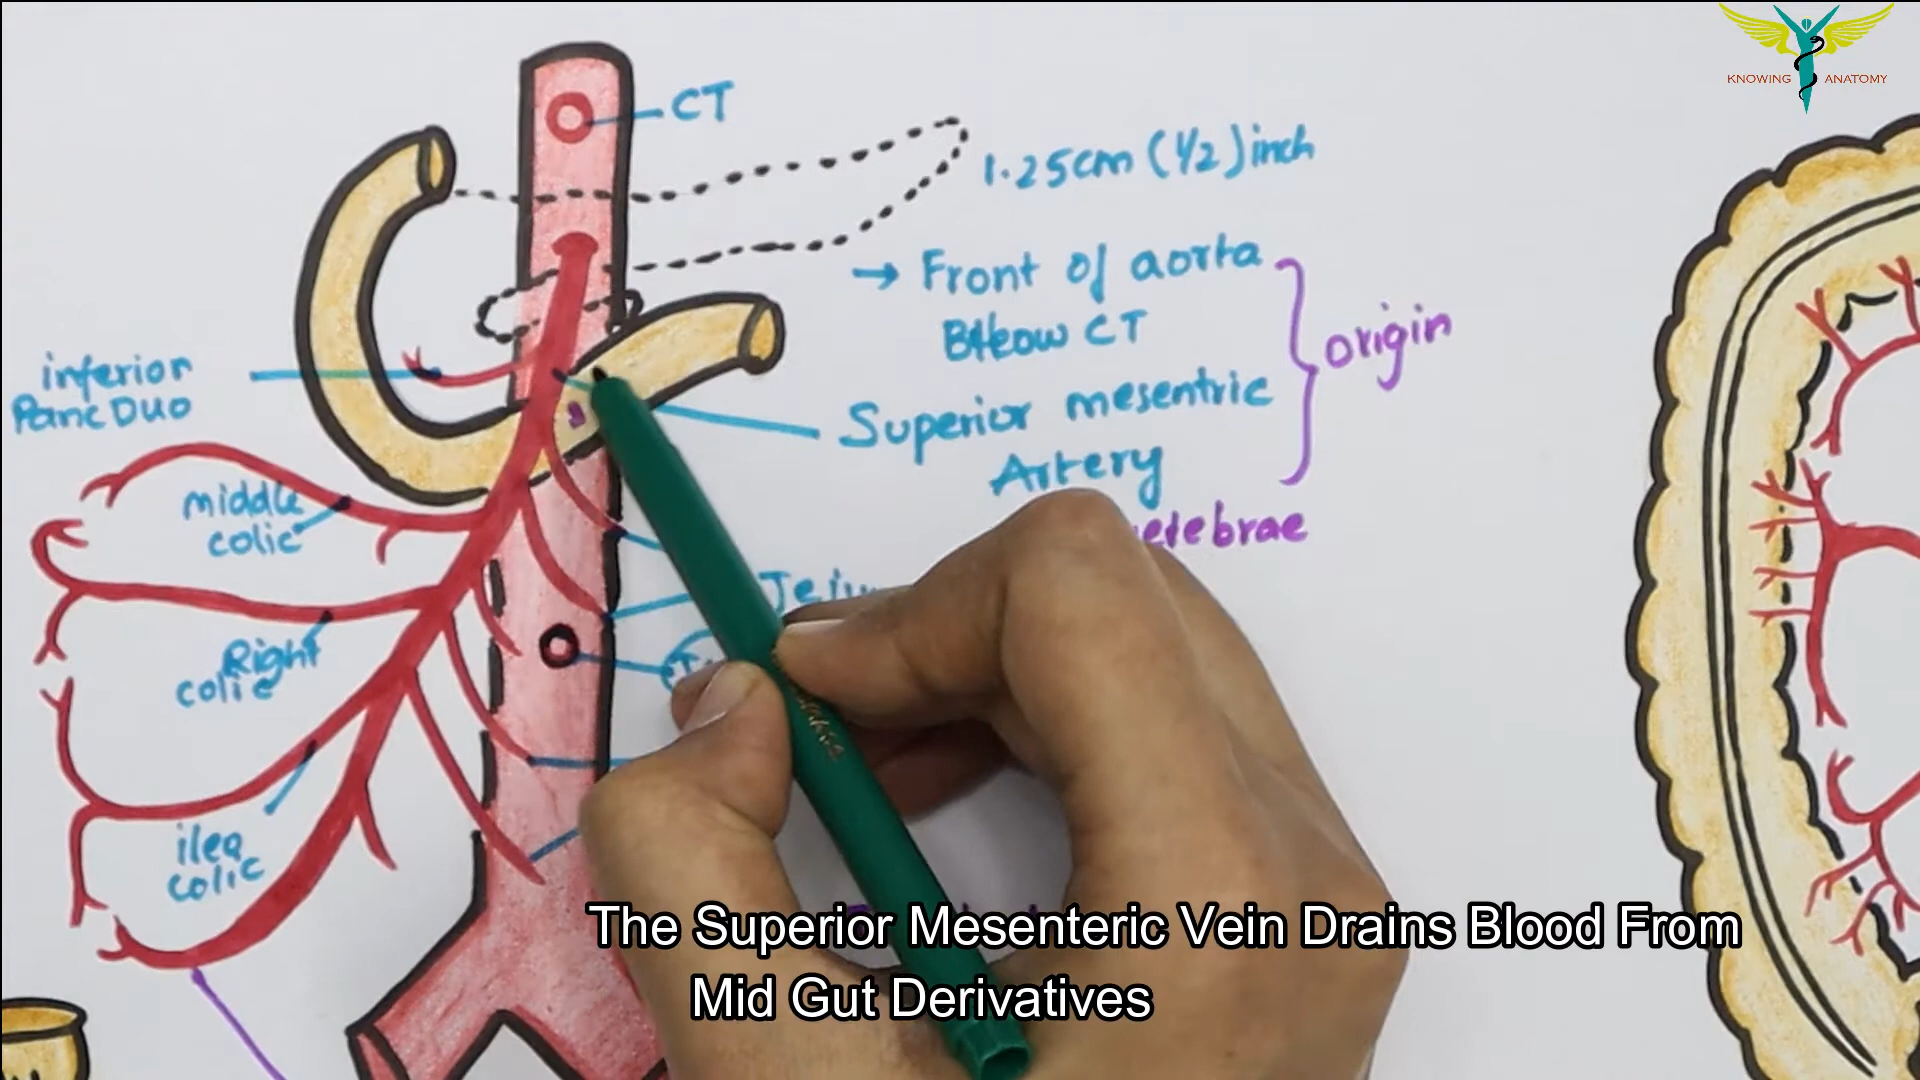 KNOWING ANATOMY
CT
1.25cm (1/2) inch
→ Front of aorta
CT
origin
Superior mesentric
Artery
inferior
Panc Duo
middle
colic
Right
colic
ileo
colic
The Superior Mesenteric Vein Drains Blood From
Mid Gut Derivatives